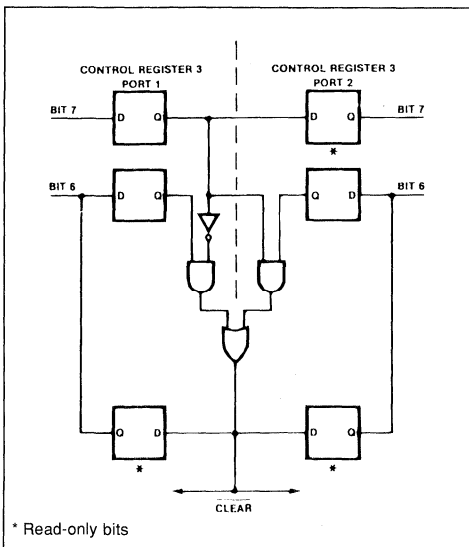 CONTROL REGISTER 3
PORT 1
CONTROL REGISTER 3
PORT 2
BIT 7
D Q
D Q
BIT 7
*
BIT 6
D Q
Q D
BIT 6
Q D
D Q
*
*
CLEAR
* Read-only bits